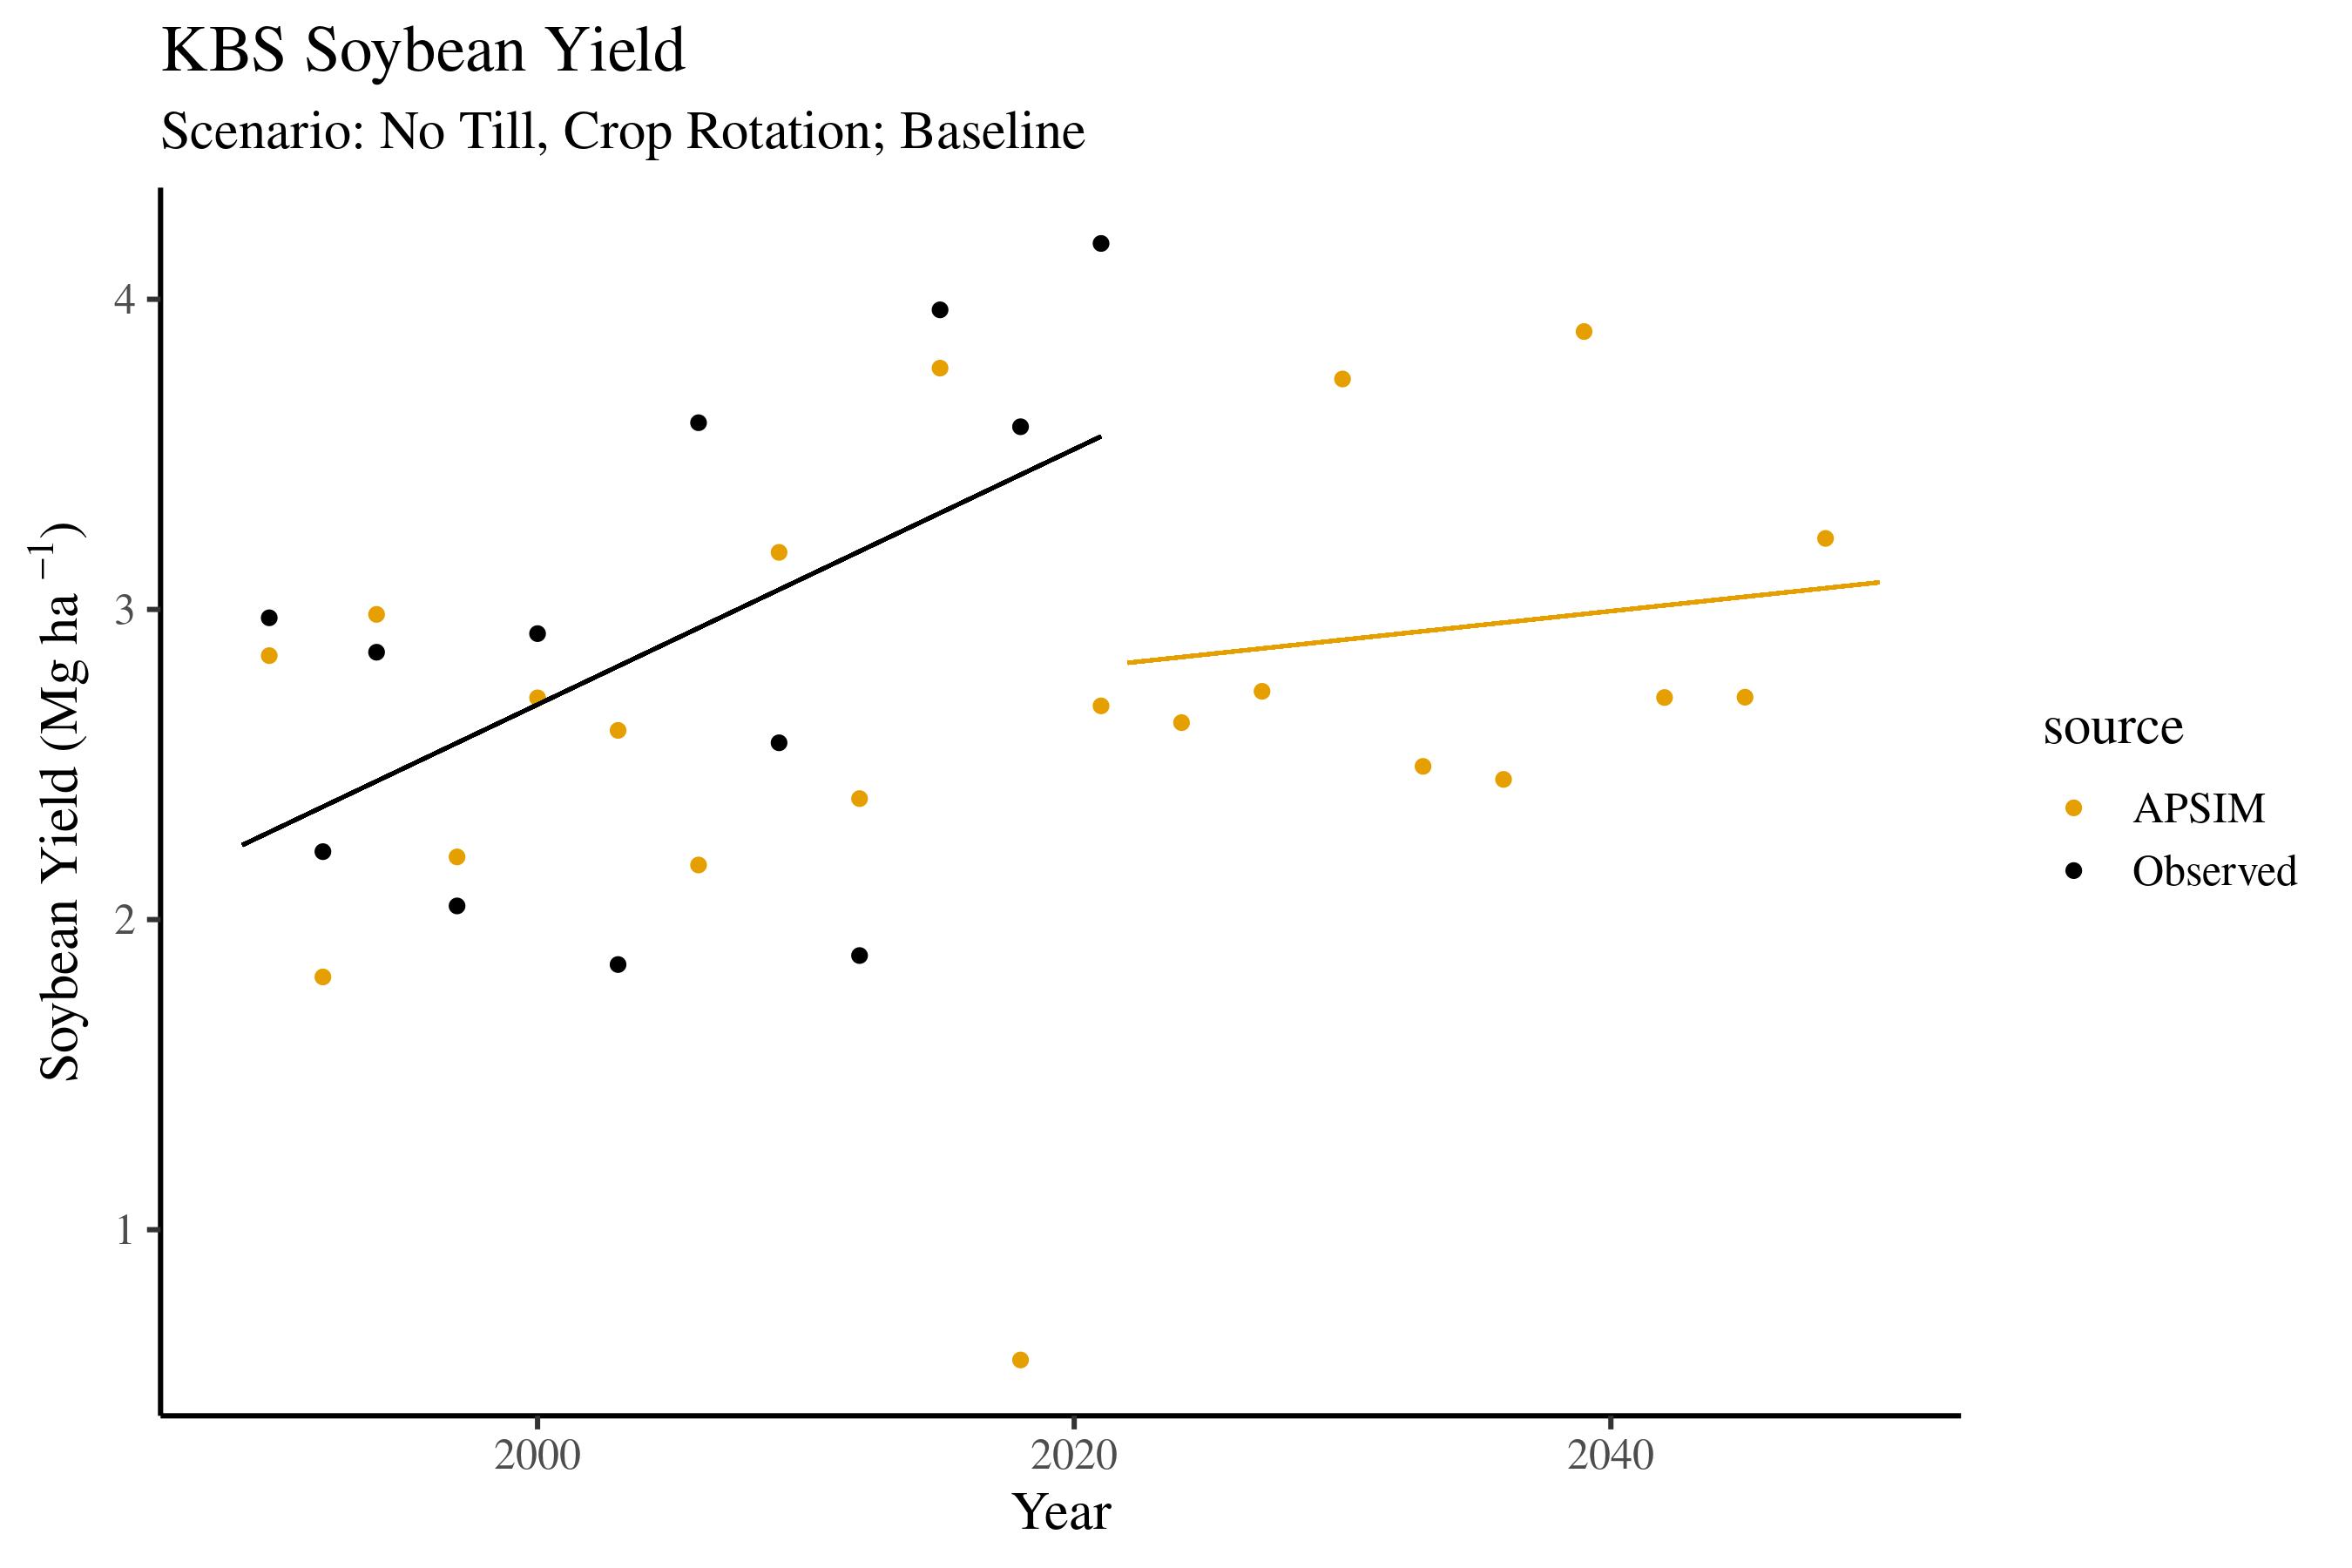 KBS Soybean Yield
Scenario: No Till, Crop Rotation; Baseline
Soybean Yield (Mg ha −1)
4
3
2
1
2000
2020
2040
Year
source
APSIM
Observed